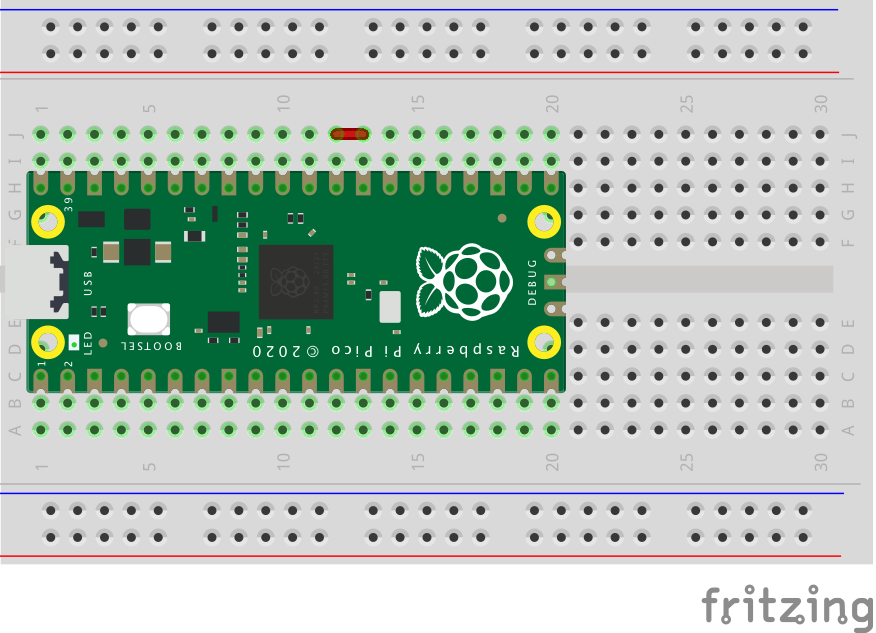 1 5 10 15 20 25 30
J J
I I
H H
G G
F F
39
USB
DEBUG
E E
D D
C C
B B
A A
LED
1 2
BOOTSEL
Raspberry Pi Pico © 2020
1 5 10 15 20 25 30
fritzing